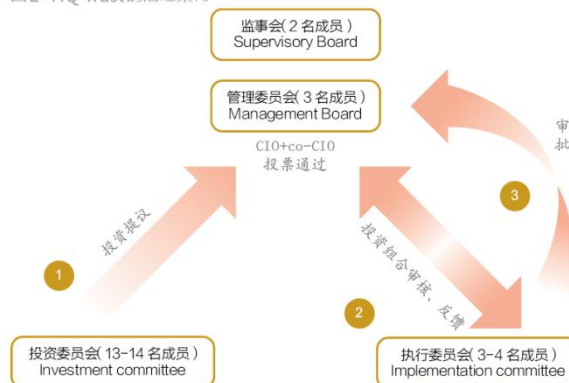 监事会(2名成员)
Supervisory Board
管理委员会(3名成员)
Management Board
CIO+co-CIO
投票通过
审
批
3
投资提议
1
投资组合审核、反馈
2
投资委员会(13-14名成员)
Investment committee
执行委员会(3-4名成员)
Implementation committee